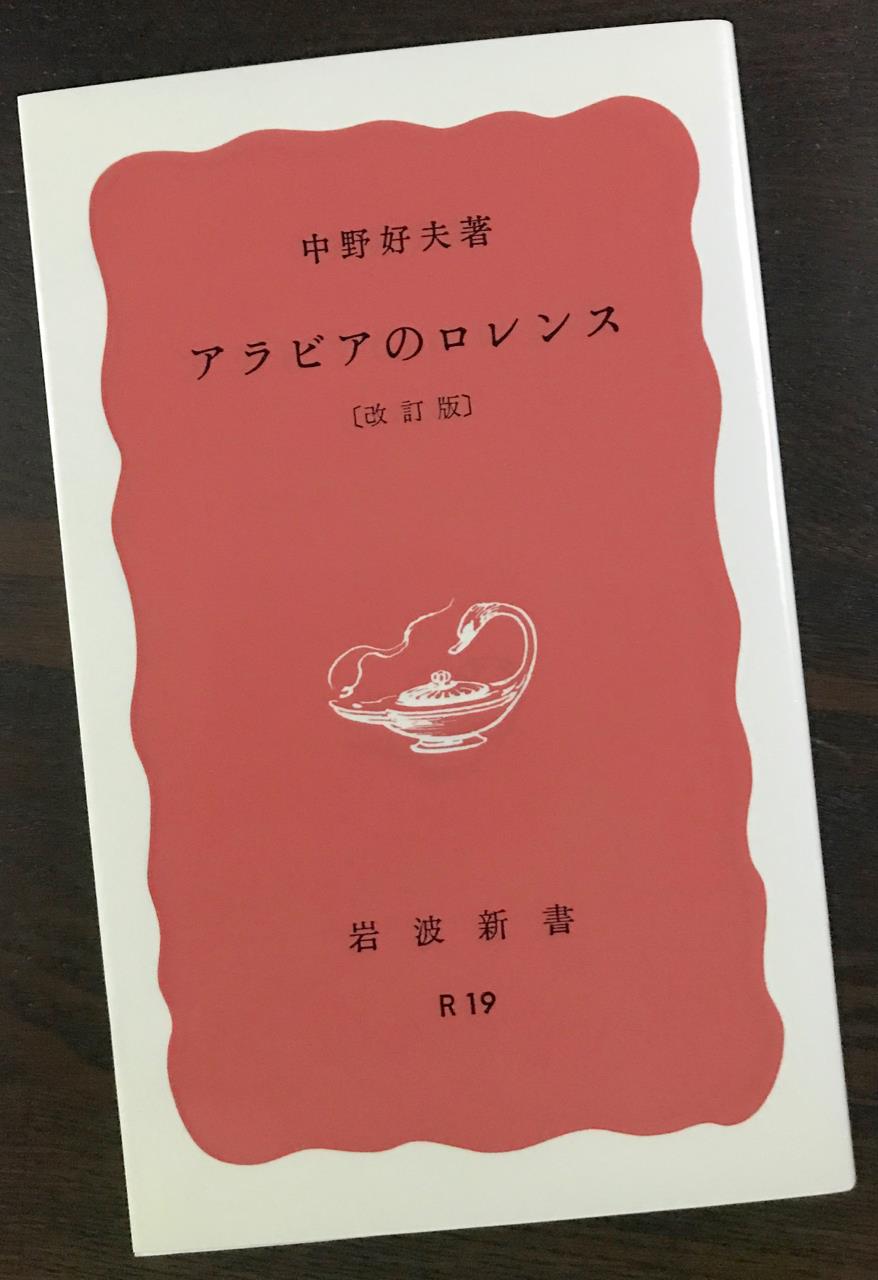 中野好夫著
アラビアのロレンス
〔改訂版〕
岩波新書
R19